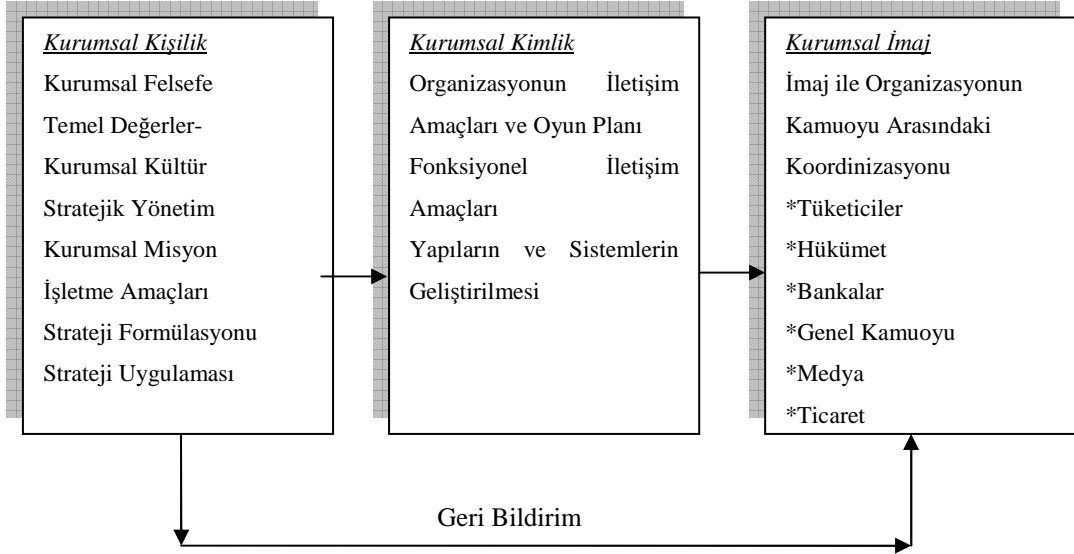 Kurumsal Kişilik
Kurumsal Felsefe
Temel Değerler-
Kurumsal Kültür
Stratejik Yönetim
Kurumsal Misyon
İşletme Amaçları
Strateji Formülasyonu
Strateji Uygulaması
Kurumsal Kimlik
Organizasyonun İletişim
Amaçları ve Oyun Planı
Fonksiyonel İletişim
Amaçları
Yapıların ve Sistemlerin
Geliştirilmesi
Kurumsal İmaj
İmaj ile Organizasyonun
Kamuoyu Arasındaki
Koordinizasyonu
*Tüketiciler
*Hükümet
*Bankalar
*Genel Kamuoyu
*Medya
*Ticaret
Geri Bildirim